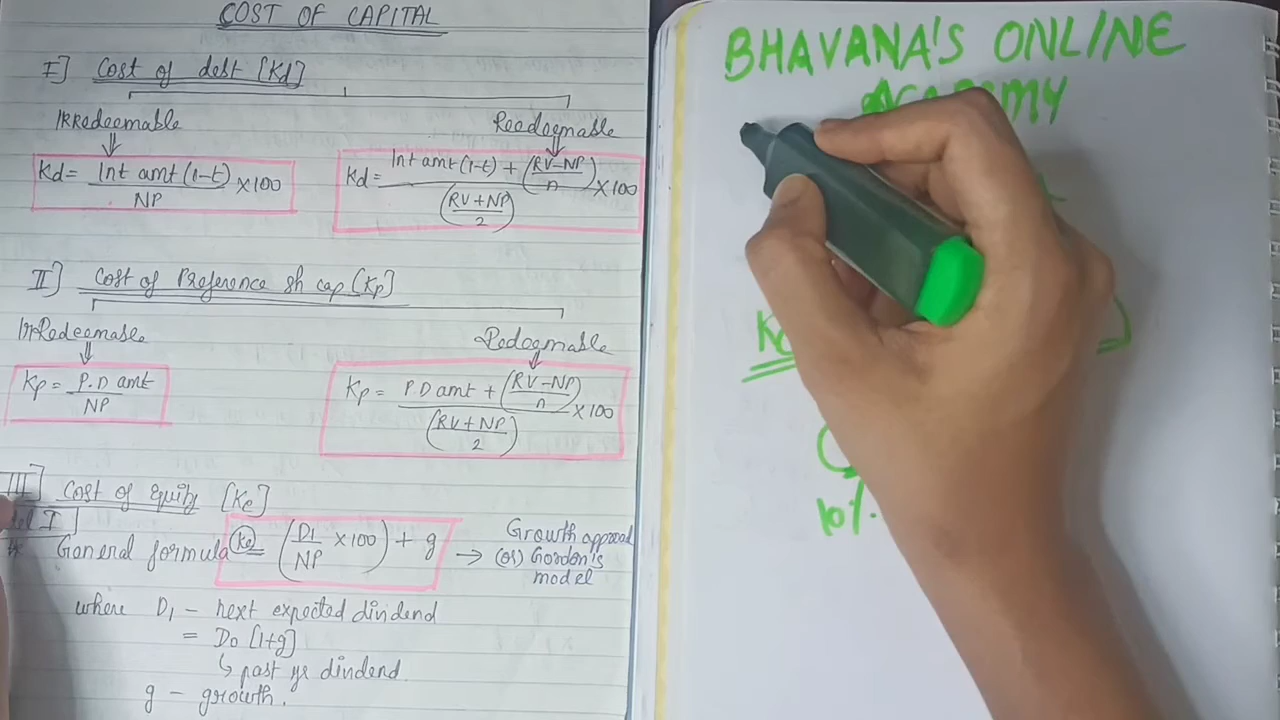 COST OF CAPITAL
I] Cost of debt [Kd]
IRRedeemable
Reedeemable
Kd = Int amt (1-t) / NP × 100
Kd = Int amt (1-t) + (RV-NP / n) / (RV+NP / 2) × 100
II] Cost of Preference sh cap [Kp]
IrrRedeemable
Redeemable
Kp = P.D amt / NP
Kp = P.D amt + (RV-NP / n) / (RV+NP / 2) × 100
III] Cost of Equity [Ke]
I
General formula Ke = (D1 / NP × 100) + g → Growth approach
(or) Gordon's
model
where D1 - next expected dividend
= D0 [1+g]
↳ past yr dividend
g - growth.
BHAVANA'S ONLINE
ACADEMY
10%.